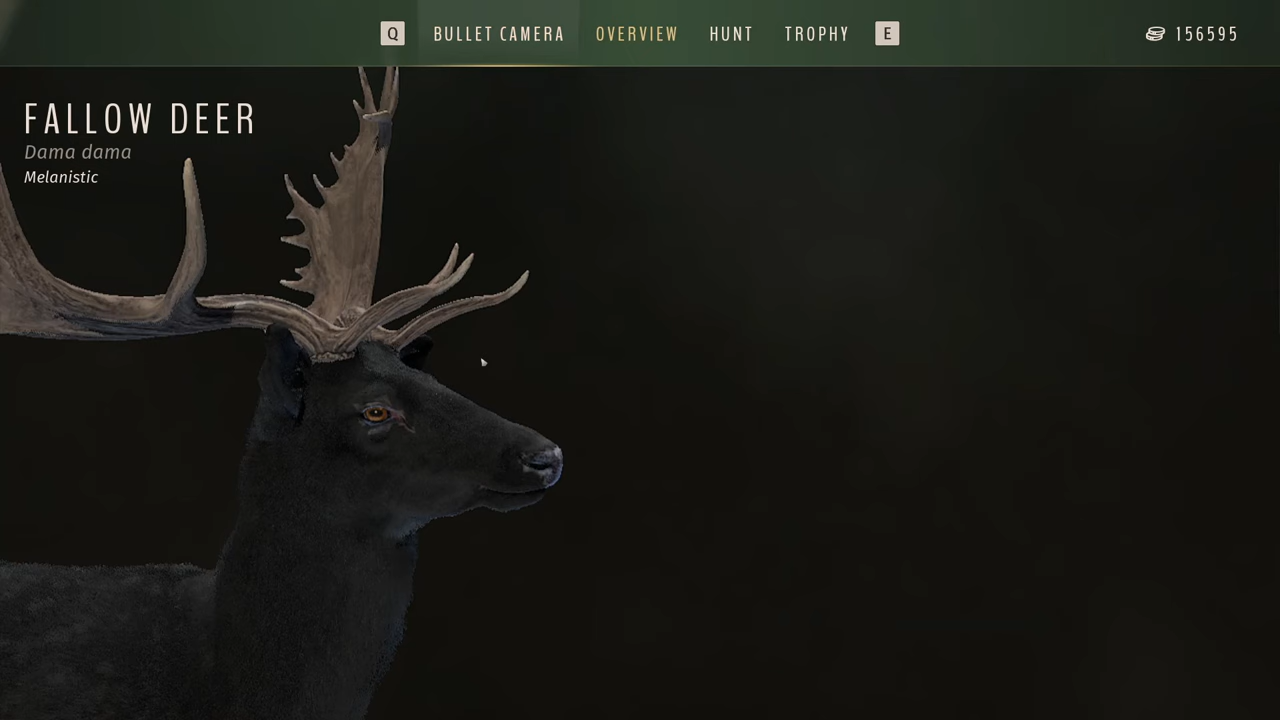 Q BULLET CAMERA OVERVIEW HUNT TROPHY E 156595
FALLOW DEER
Dama dama
Melanistic